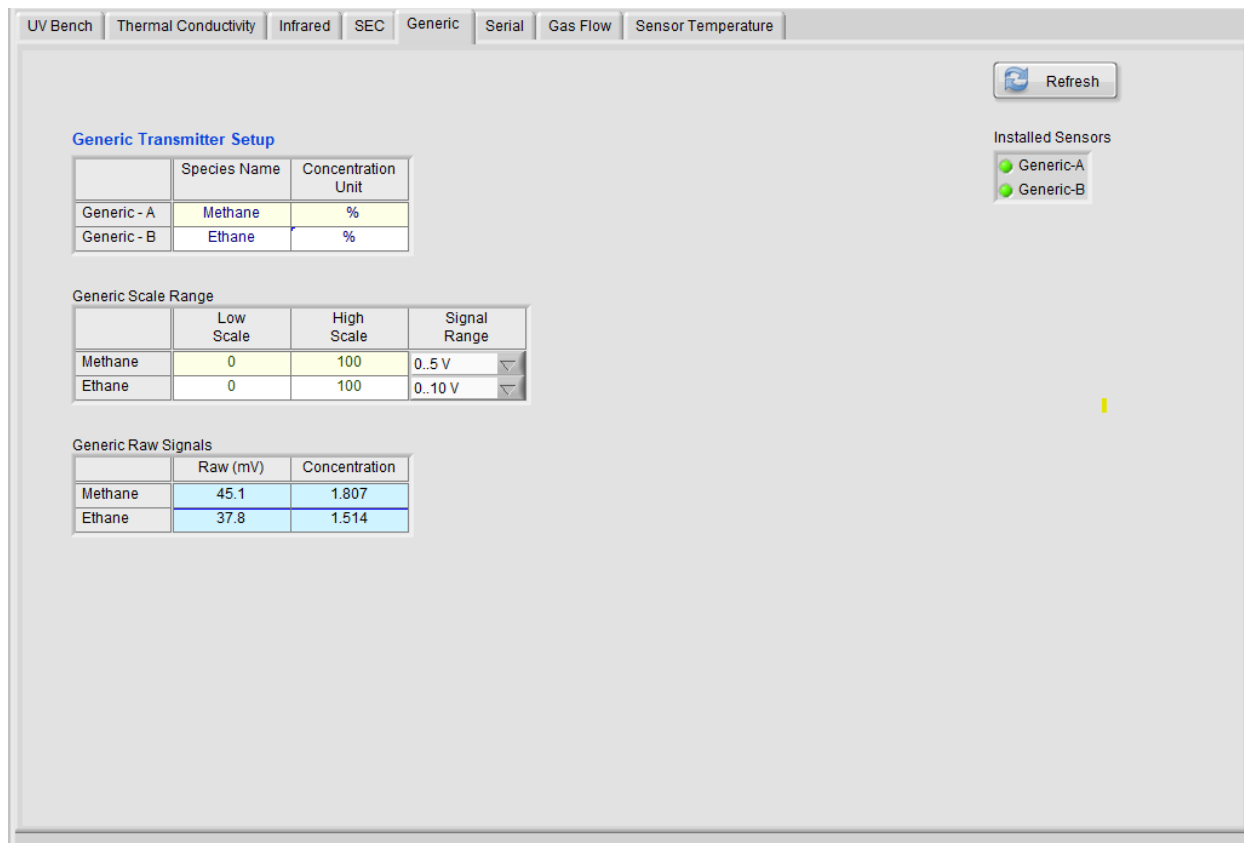 UV Bench Thermal Conductivity Infrared SEC Generic Serial Gas Flow Sensor Temperature
Refresh
Generic Transmitter Setup
Installed Sensors
Species Name Concentration
Unit
Generic-A
Generic-B
Generic - A Methane %
Generic - B Ethane %
Generic Scale Range
Low High Signal
Scale Scale Range
Methane 0 100 0..5 V
Ethane 0 100 0..10 V
Generic Raw Signals
Raw (mV) Concentration
Methane 45.1 1.807
Ethane 37.8 1.514